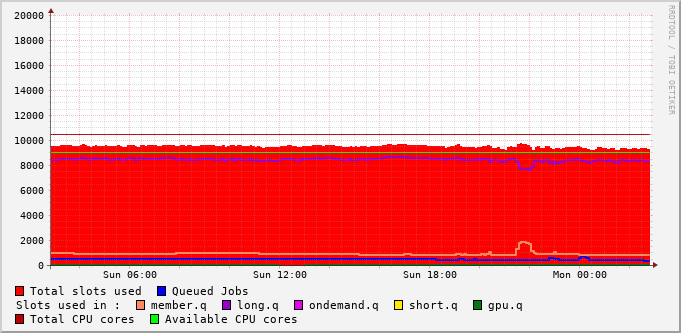 RRDTOOL / TOBI OETIKER
20000
18000
16000
14000
12000
10000
8000
6000
4000
2000
0
Sun 06:00 Sun 12:00 Sun 18:00 Mon 00:00
Total slots used Queued Jobs
Slots used in : member.q long.q ondemand.q short.q gpu.q
Total CPU cores Available CPU cores